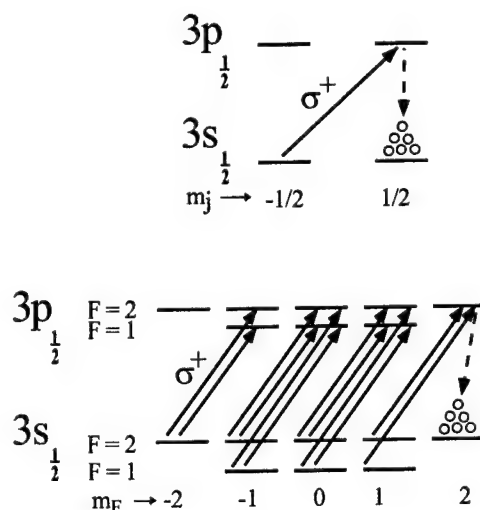 3p 1/2
σ+
3s 1/2
mj → -1/2 1/2
3p 1/2 F = 2
F = 1
σ+
3s 1/2 F = 2
F = 1
mF → -2 -1 0 1 2